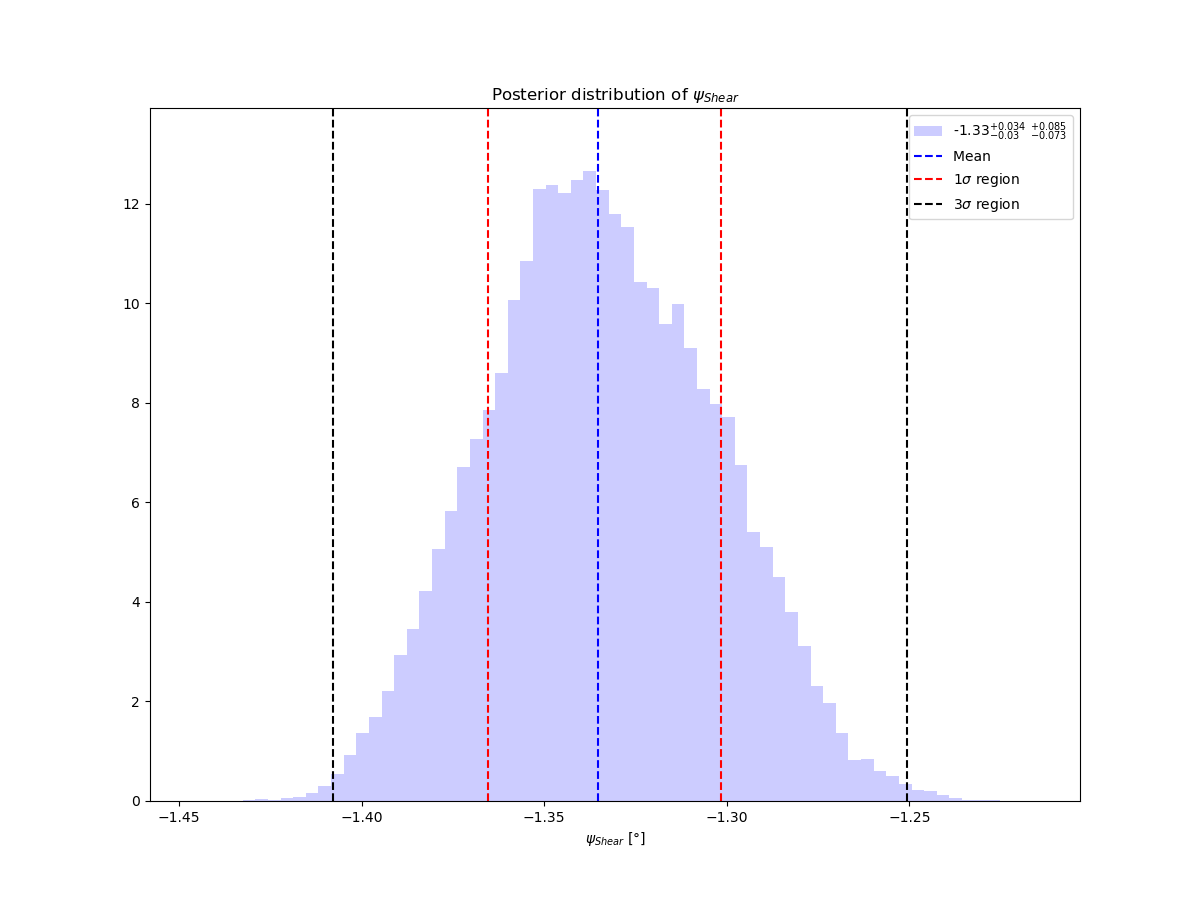 Posterior distribution of ψ_Shear
-1.33 +0.034 -0.03 +0.085 -0.073
Mean
1σ region
3σ region
12
10
8
6
4
2
0
−1.45 −1.40 −1.35 −1.30 −1.25
ψ_Shear [°]